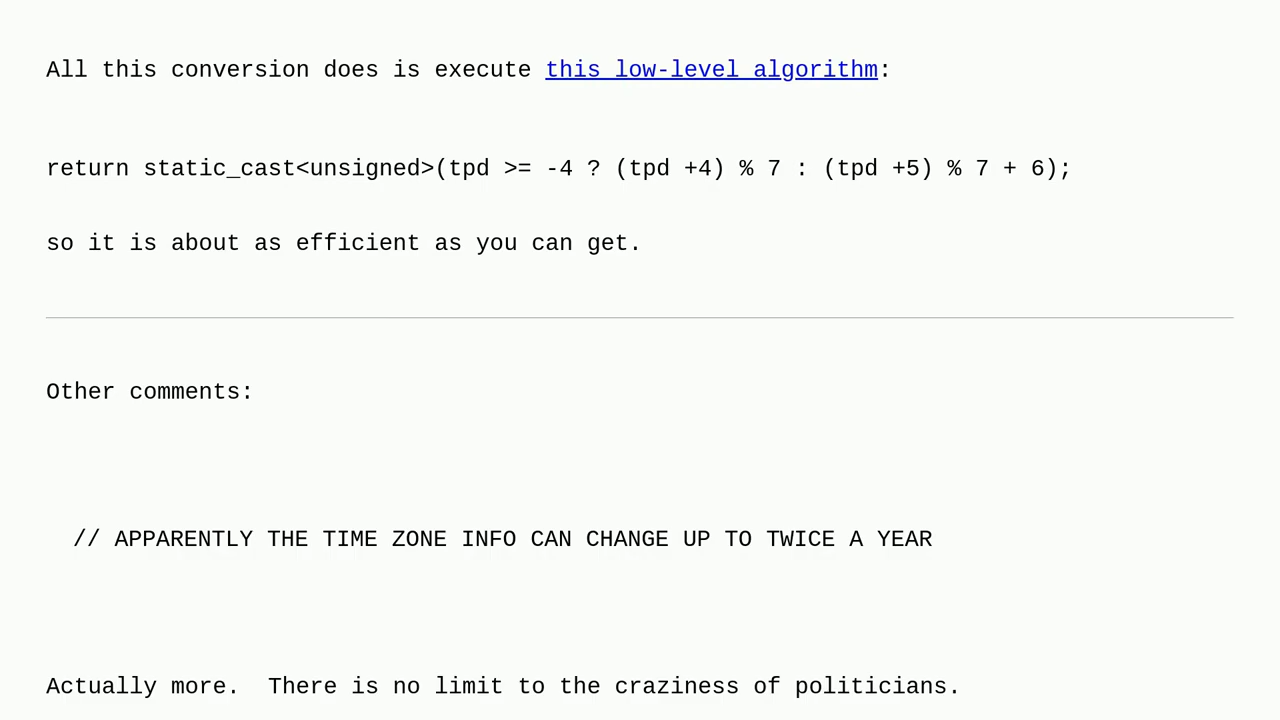 All this conversion does is execute this low-level algorithm:
return static_cast<unsigned>(tpd >= -4 ? (tpd +4) % 7 : (tpd +5) % 7 + 6);
so it is about as efficient as you can get.
Other comments:
// APPARENTLY THE TIME ZONE INFO CAN CHANGE UP TO TWICE A YEAR
Actually more.  There is no limit to the craziness of politicians.